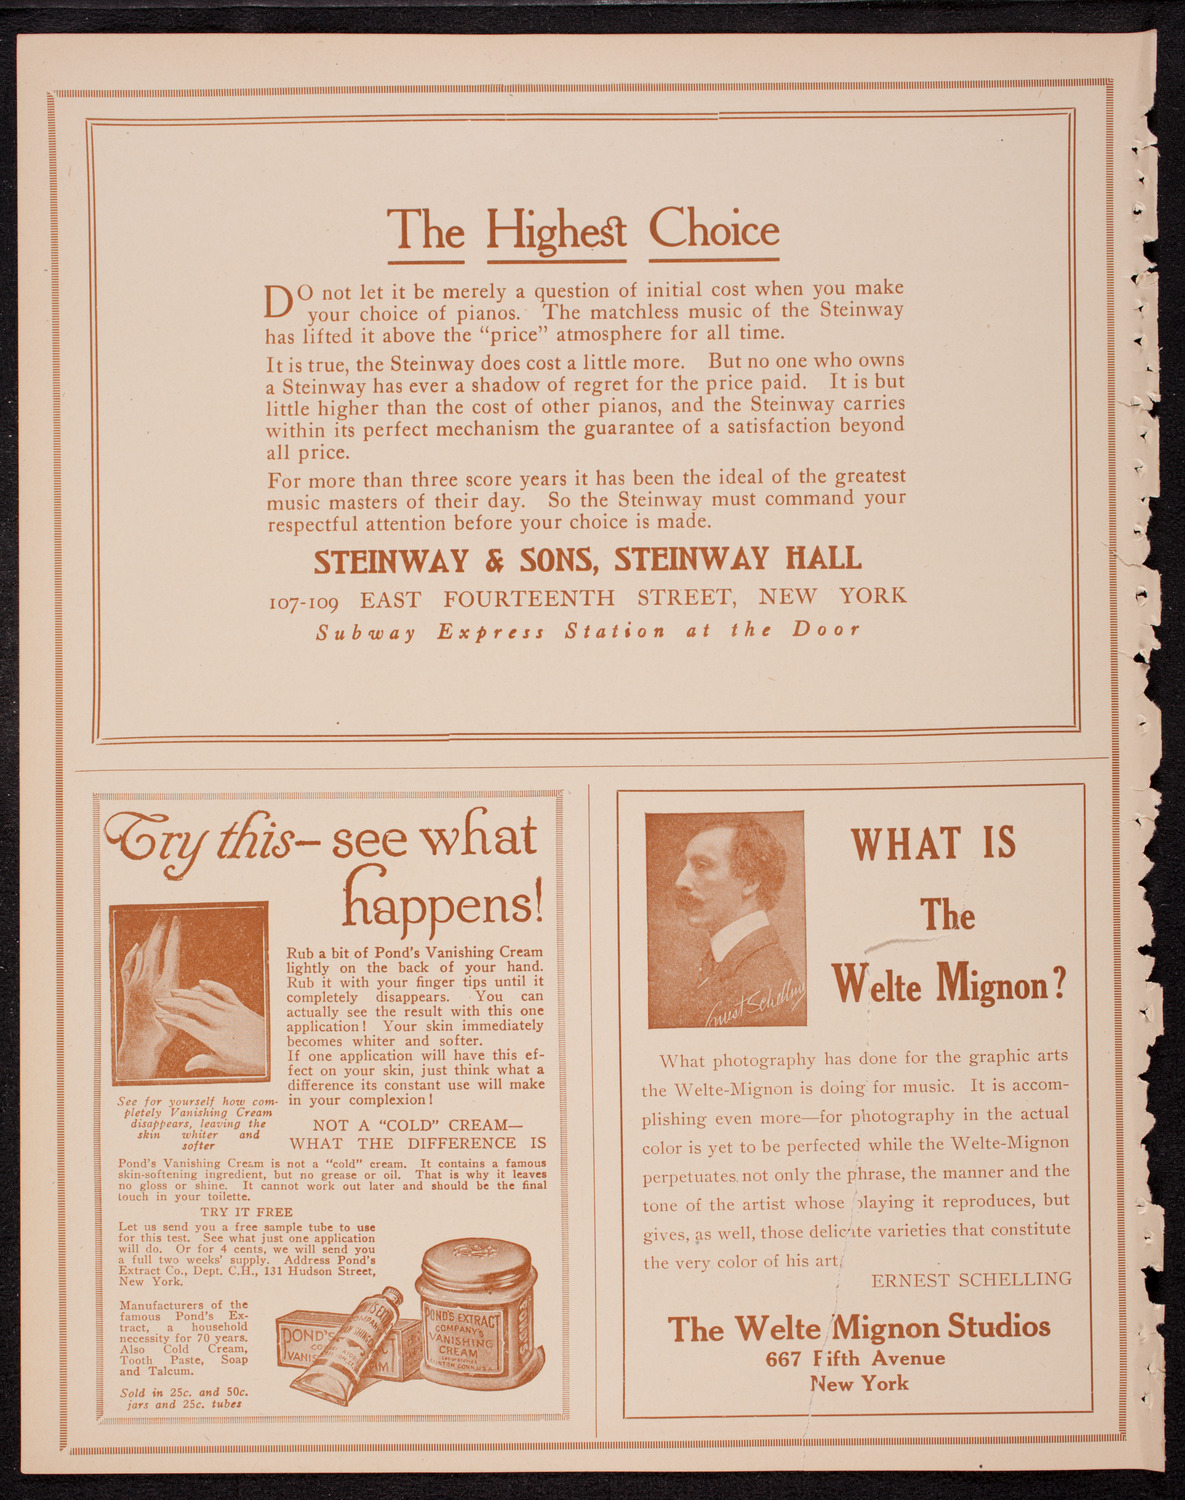 The Highest Choice
DO not let it be merely a question of initial cost when you make
your choice of pianos. The matchless music of the Steinway
has lifted it above the “price” atmosphere for all time.
It is true, the Steinway does cost a little more. But no one who owns
a Steinway has ever a shadow of regret for the price paid. It is but
little higher than the cost of other pianos, and the Steinway carries
within its perfect mechanism the guarantee of a satisfaction beyond
all price.
For more than three score years it has been the ideal of the greatest
music masters of their day. So the Steinway must command your
respectful attention before your choice is made.
STEINWAY & SONS, STEINWAY HALL
107-109 EAST FOURTEENTH STREET, NEW YORK
Subway Express Station at the Door
Try this—see what
happens!
Rub a bit of Pond's Vanishing Cream
lightly on the back of your hand.
Rub it with your finger tips until it
completely disappears. You can
actually see the result with this one
application! Your skin immediately
becomes whiter and softer.
If one application will have this ef-
fect on your skin, just think what a
difference its constant use will make
in your complexion!
See for yourself how com-
pletely Vanishing Cream
disappears, leaving the
skin whiter and
softer
NOT A “COLD” CREAM—
WHAT THE DIFFERENCE IS
Pond's Vanishing Cream is not a “cold” cream. It contains a famous
skin-softening ingredient, but no grease or oil. That is why it leaves
no gloss or shine. It cannot work out later and should be the final
touch in your toilette.
TRY IT FREE
Let us send you a free sample tube to use
for this test. See what just one application
will do. Or for 4 cents, we will send you
a full two weeks' supply. Address Pond's
Extract Co., Dept. C.H., 131 Hudson Street,
New York.
Manufacturers of the
famous Pond's Ex-
tract, a household
necessity for 70 years.
Also Cold Cream,
Tooth Paste, Soap
and Talcum.
Sold in 25c. and 50c.
jars and 25c. tubes
POND'S
VANIS
POND'S EXTRACT
COMPANY'S
VANISHING
CREAM
Ernest Schelling
WHAT IS
The
Welte Mignon?
What photography has done for the graphic arts
the Welte-Mignon is doing for music. It is accom-
plishing even more—for photography in the actual
color is yet to be perfected while the Welte-Mignon
perpetuates not only the phrase, the manner and the
tone of the artist whose playing it reproduces, but
gives, as well, those delicate varieties that constitute
the very color of his art.
ERNEST SCHELLING
The Welte Mignon Studios
667 Fifth Avenue
New York